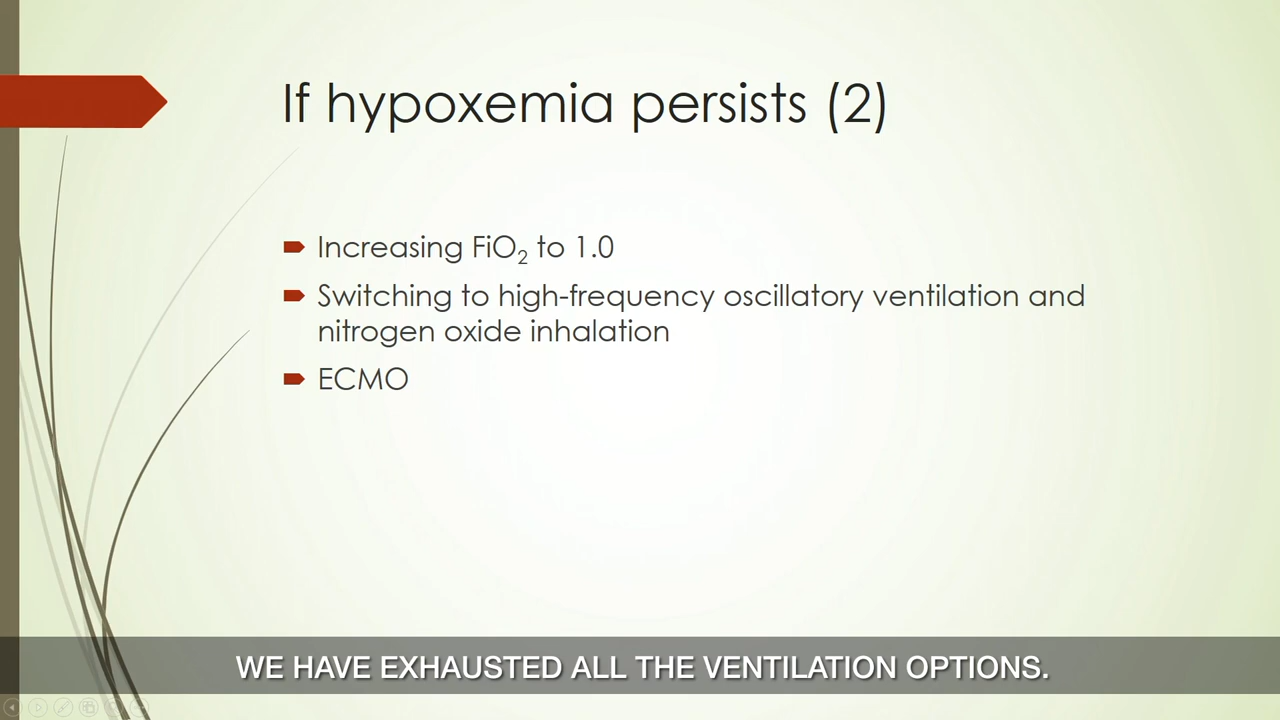 If hypoxemia persists (2)
Increasing FiO₂ to 1.0
Switching to high-frequency oscillatory ventilation and
nitrogen oxide inhalation
ECMO
WE HAVE EXHAUSTED ALL THE VENTILATION OPTIONS.